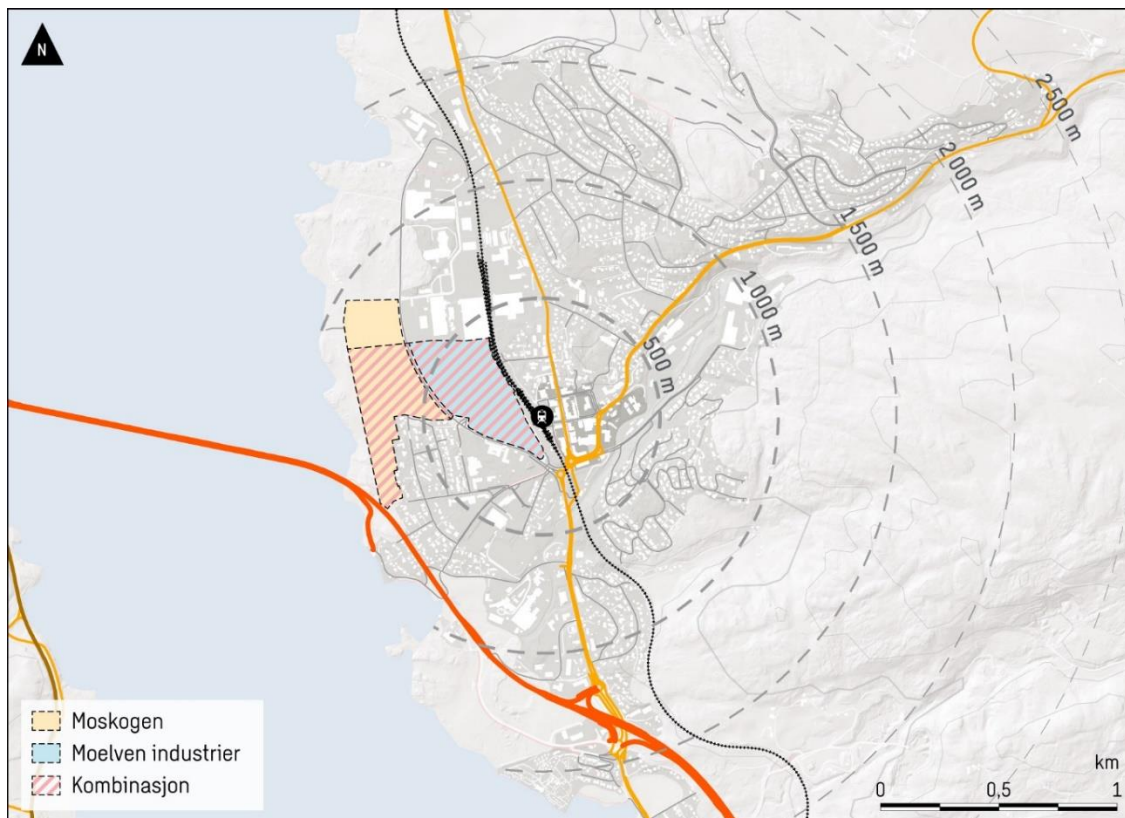 N
2 500 m
2 000 m
1 500 m
1 000 m
500 m
Moskogen
Moelven industrier
Kombinasjon
km
0 0,5 1